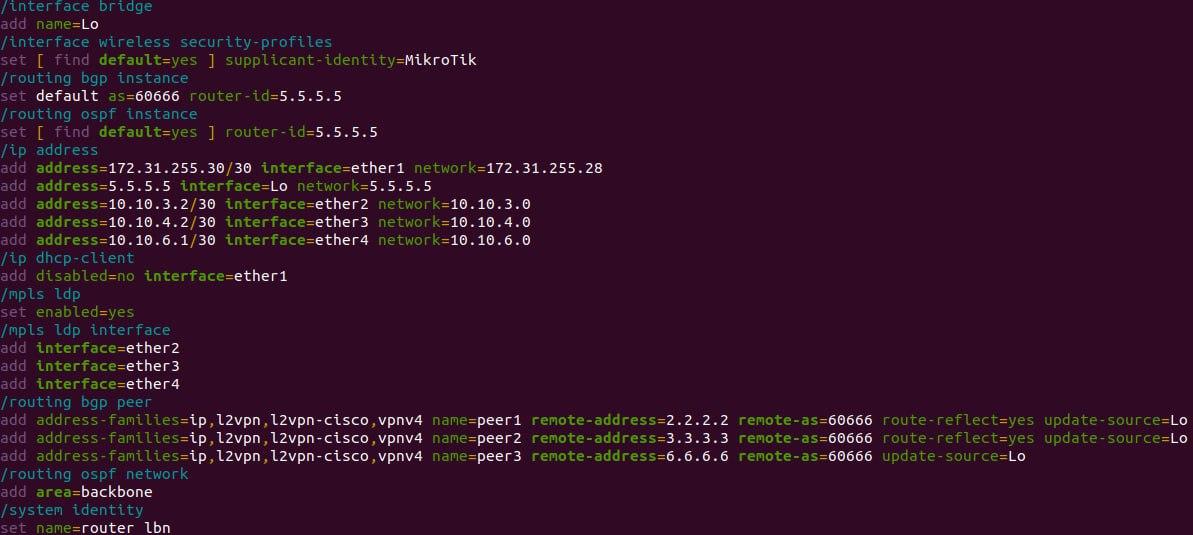 /interface bridge
add name=Lo
/interface wireless security-profiles
set [ find default=yes ] supplicant-identity=MikroTik
/routing bgp instance
set default as=60666 router-id=5.5.5.5
/routing ospf instance
set [ find default=yes ] router-id=5.5.5.5
/ip address
add address=172.31.255.30/30 interface=ether1 network=172.31.255.28
add address=5.5.5.5 interface=Lo network=5.5.5.5
add address=10.10.3.2/30 interface=ether2 network=10.10.3.0
add address=10.10.4.2/30 interface=ether3 network=10.10.4.0
add address=10.10.6.1/30 interface=ether4 network=10.10.6.0
/ip dhcp-client
add disabled=no interface=ether1
/mpls ldp
set enabled=yes
/mpls ldp interface
add interface=ether2
add interface=ether3
add interface=ether4
/routing bgp peer
add address-families=ip,l2vpn,l2vpn-cisco,vpnv4 name=peer1 remote-address=2.2.2.2 remote-as=60666 route-reflect=yes update-source=Lo
add address-families=ip,l2vpn,l2vpn-cisco,vpnv4 name=peer2 remote-address=3.3.3.3 remote-as=60666 route-reflect=yes update-source=Lo
add address-families=ip,l2vpn,l2vpn-cisco,vpnv4 name=peer3 remote-address=6.6.6.6 remote-as=60666 update-source=Lo
/routing ospf network
add area=backbone
/system identity
set name=router_lbn